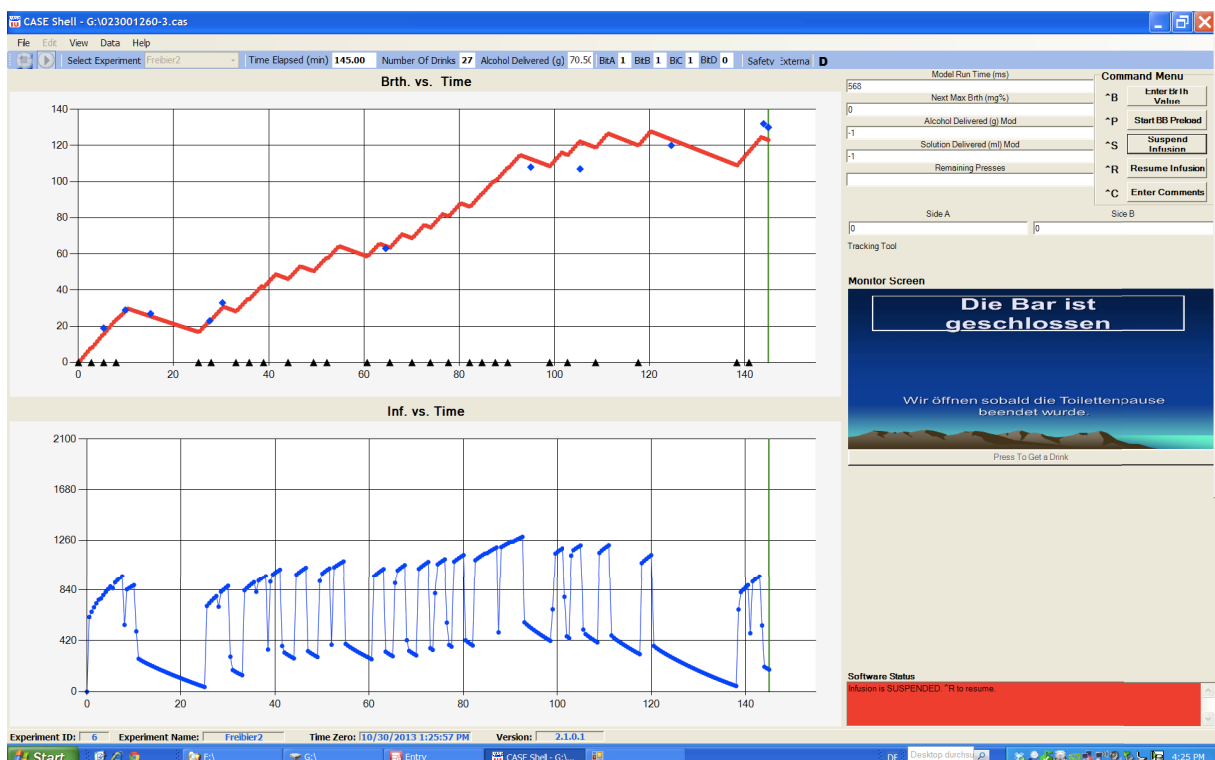 CASE Shell - G:\023001260-3.cas
File Edit View Data Help
Select Experiment Freibier2 Time Elapsed (min) 145.00 Number Of Drinks 27 Alcohol Delivered (g) 70.50 BtA 1 BtB 1 BtC 1 BtD 0 Safety External D
Brth. vs. Time
140
120
100
80
60
40
20
0
0 20 40 60 80 100 120 140
Inf. vs. Time
2100
1680
1260
840
420
0
0 20 40 60 80 100 120 140
Model Run Time (ms)
568
Next Max Brth (mg%)
0
Alcohol Delivered (g) Mod
-1
Solution Delivered (ml) Mod
-1
Remaining Presses
Command Menu
^B Enter Brth Value
^P Start BB Preload
^S Suspend Infusion
^R Resume Infusion
^C Enter Comments
Side A Side B
0 0
Tracking Tool
Monitor Screen
Die Bar ist
geschlossen
Wir öffnen sobald die Toilettenpause
beendet wurde.
Press To Get a Drink
Software Status
Infusion is SUSPENDED. ^R to resume.
Experiment ID: 6 Experiment Name: Freibier2 Time Zero: 10/30/2013 1:25:57 PM Version: 2.1.0.1
Start E:\ G:\ Entry CASE Shell - G:\... DE Desktop durchsu 4:25 PM